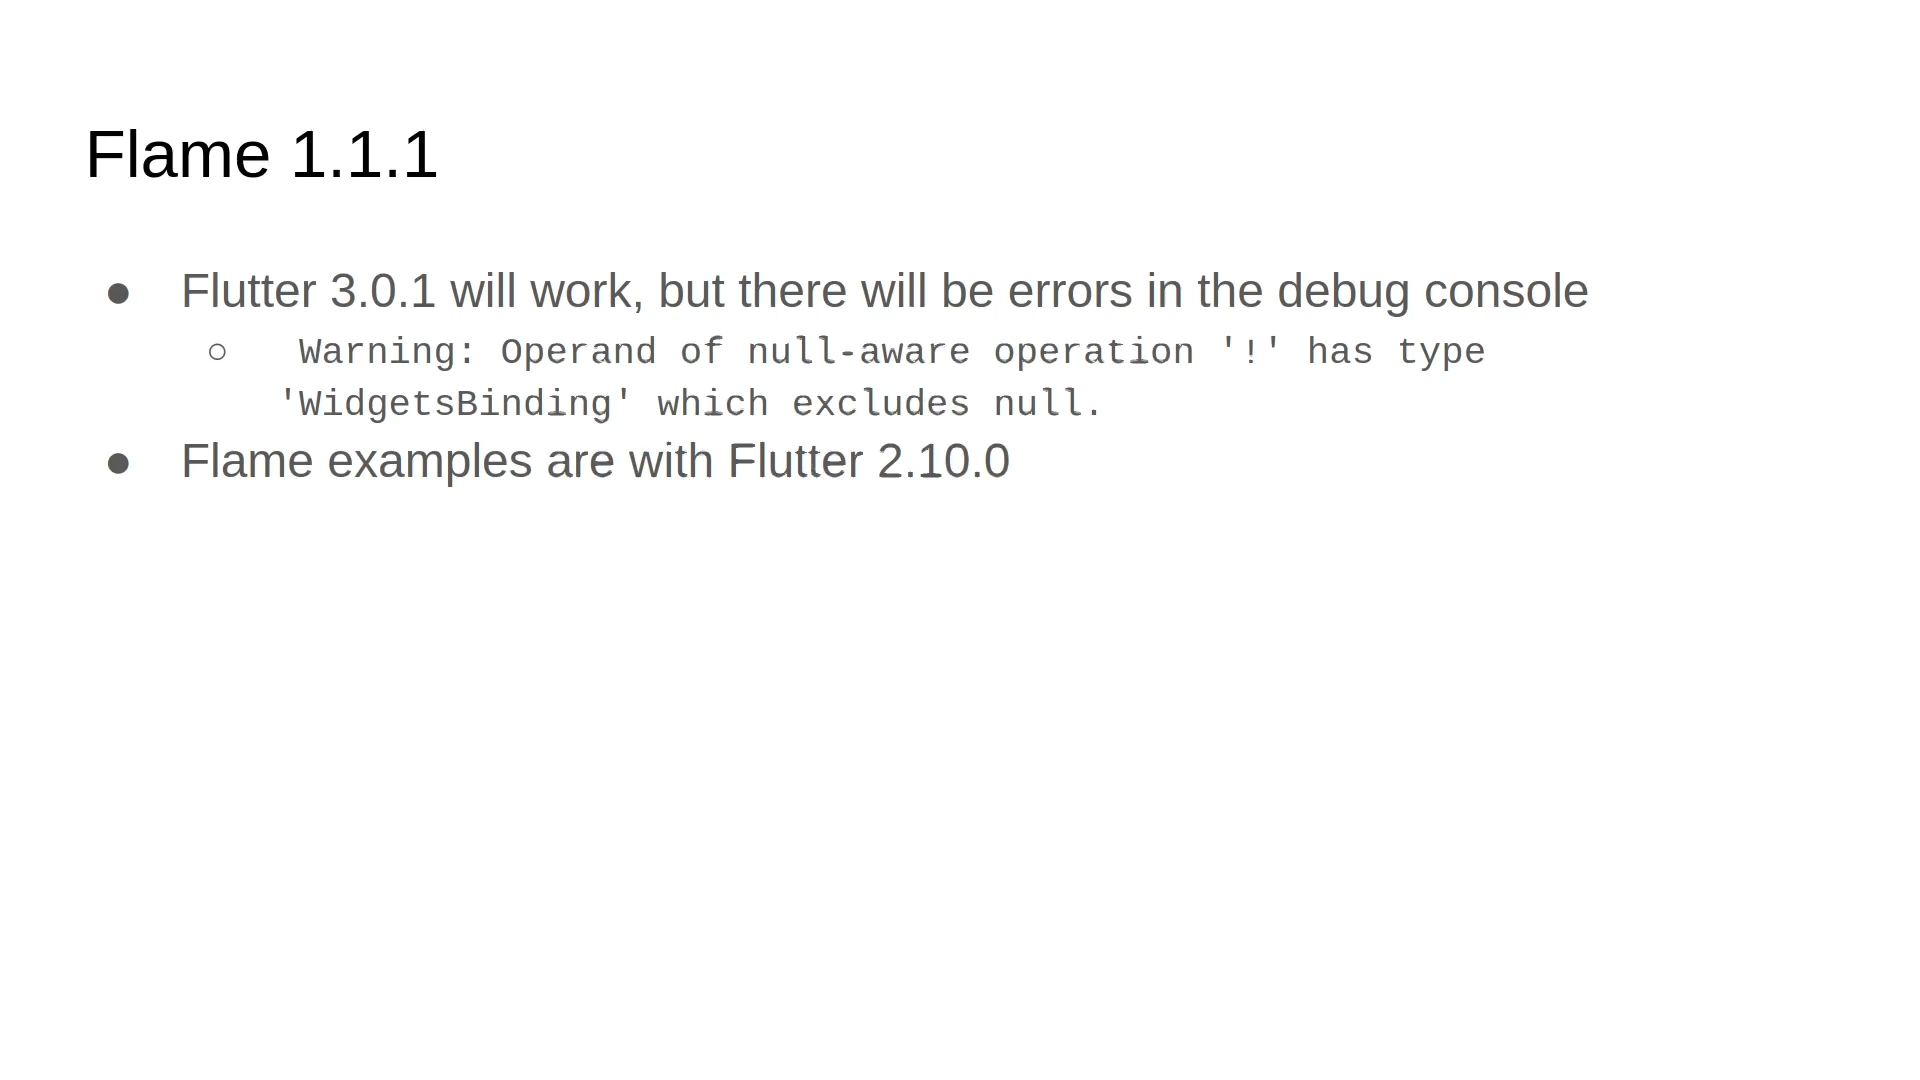 Flame 1.1.1
● Flutter 3.0.1 will work, but there will be errors in the debug console
○ Warning: Operand of null-aware operation '!' has type
'WidgetsBinding' which excludes null.
● Flame examples are with Flutter 2.10.0